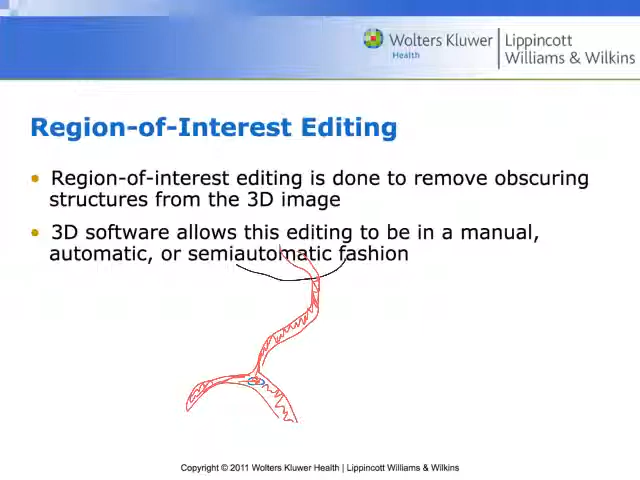 Wolters Kluwer
Health
Lippincott
Williams & Wilkins
Region-of-Interest Editing
• Region-of-interest editing is done to remove obscuring
structures from the 3D image
• 3D software allows this editing to be in a manual,
automatic, or semiautomatic fashion
Copyright © 2011 Wolters Kluwer Health | Lippincott Williams & Wilkins